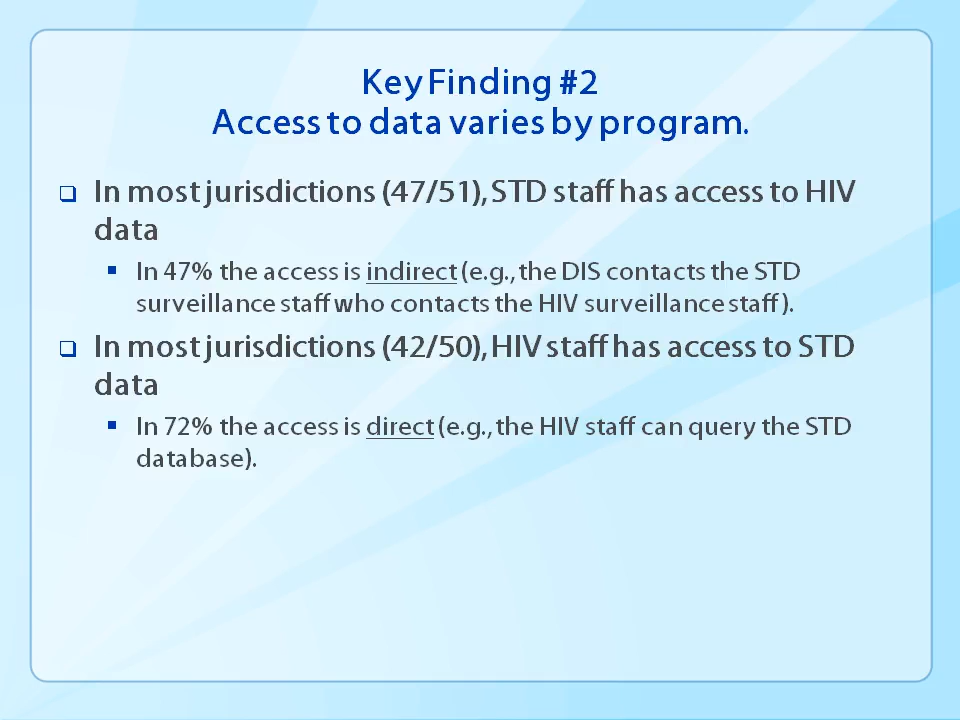 Key Finding #2
Access to data varies by program.
In most jurisdictions (47/51), STD staff has access to HIV
data
In 47% the access is indirect (e.g., the DIS contacts the STD
surveillance staff who contacts the HIV surveillance staff).
In most jurisdictions (42/50), HIV staff has access to STD
data
In 72% the access is direct (e.g., the HIV staff can query the STD
database).